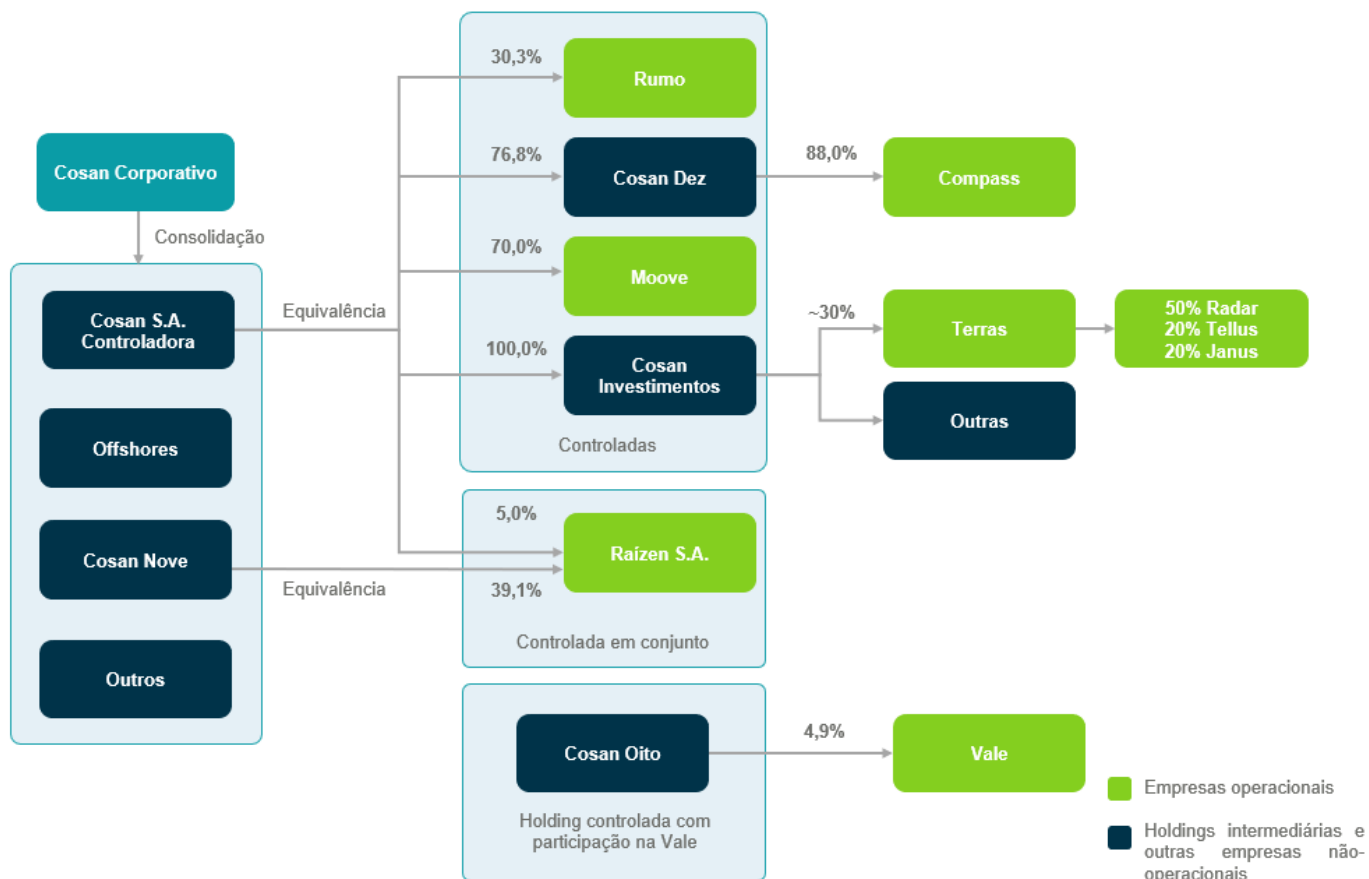 Cosan Corporativo
Consolidação
Cosan S.A.
Controladora
Offshores
Cosan Nove
Outros
Equivalência
Equivalência
30,3%
Rumo
76,8%
Cosan Dez
88,0%
Compass
70,0%
Moove
100,0%
Cosan
Investimentos
~30%
Terras
50% Radar
20% Tellus
20% Janus
Outras
Controladas
5,0%
Raízen S.A.
39,1%
Controlada em conjunto
Cosan Oito
4,9%
Vale
Holding controlada com
participação na Vale
Empresas operacionais
Holdings intermediárias e
outras empresas não-
operacionais